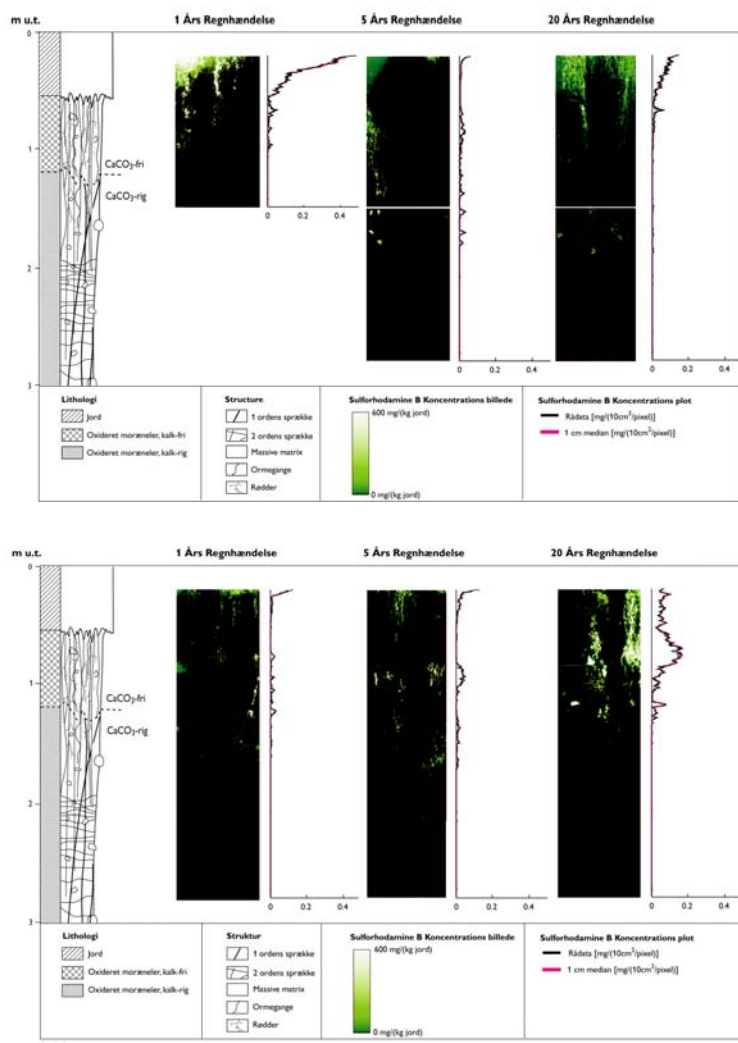 m u.t. 1 Års Regnhændelse 5 Års Regnhændelse 20 Års Regnhændelse
0
1
CaCO3-fri
CaCO3-rig
0 0.2 0.4
2
3
0 0.2 0.4 0 0.2 0.4
Lithologi
Jord
Oxideret moræneler, kalk-fri
Oxideret moræneler, kalk-rig
Structure
1 ordens sprække
2 ordens sprække
Massive matrix
Ormegange
Rødder
Sulforhodamine B Koncentrations billede
600 mg/(kg jord)
0 mg/(kg jord)
Sulforhodamine B Koncentrations plot
Rådata [mg/(10cm2/pixel)]
1 cm median [mg/(10cm2/pixel)]
m u.t. 1 Års Regnhændelse 5 Års Regnhændelse 20 Års Regnhændelse
0
1
CaCO3-fri
CaCO3-rig
2
3
0 0.2 0.4 0 0.2 0.4 0 0.2 0.4
Lithologi
Jord
Oxideret moræneler, kalk-fri
Oxideret moræneler, kalk-rig
Struktur
1 ordens sprække
2 ordens sprække
Massive matrix
Ormegange
Rødder
Sulforhodamine B Koncentrations billede
600 mg/(kg jord)
0 mg/(kg jord)
Sulforhodamine B Koncentrations plot
Rådata [mg/(10cm2/pixel)]
1 cm median [mg/(10cm2/pixel)]